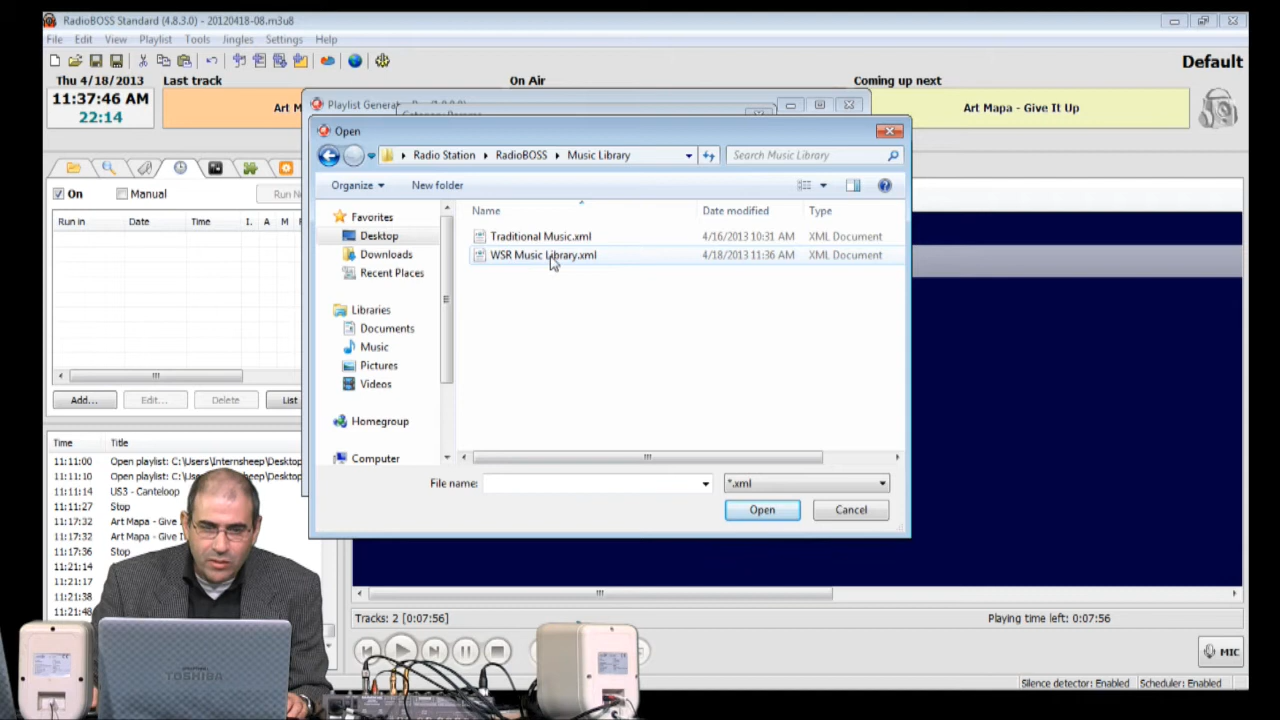 RadioBOSS Standard (4.8.3.0) - 20120418-08.m3u8
File Edit View Playlist Tools Jingles Settings Help
Default
Thu 4/18/2013 Last track On Air Coming up next
11:37:46 AM
22:14
Art M
Art Mapa - Give It Up
Playlist Generat
Open
Radio Station RadioBOSS Music Library
Search Music Library
Organize New folder
On Manual Run N
Run in Date Time I. A M
Name Date modified Type
Traditional Music.xml 4/16/2013 10:31 AM XML Document
WSR Music Library.xml 4/18/2013 11:36 AM XML Document
Favorites
Desktop
Downloads
Recent Places
Libraries
Documents
Music
Pictures
Videos
Homegroup
Computer
Add... Edit... Delete List
File name: *.xml
Open Cancel
Time Title
11:11:00 Open playlist: C:\Users\Internsheep\Desktop
11:11:10 Open playlist: C:\Users\Internsheep\Desktop
11:11:14 US3 - Canteloop
11:11:27 Stop
11:17:32 Art Mapa - Give I
11:17:32 Art Mapa - Give It
11:17:36 Stop
11:21:14
11:21:17
11:21:38
11:21:48
Tracks: 2 [0:07:56] Playing time left: 0:07:56
MIC
Silence detector: Enabled Scheduler: Enabled
TOSHIBA